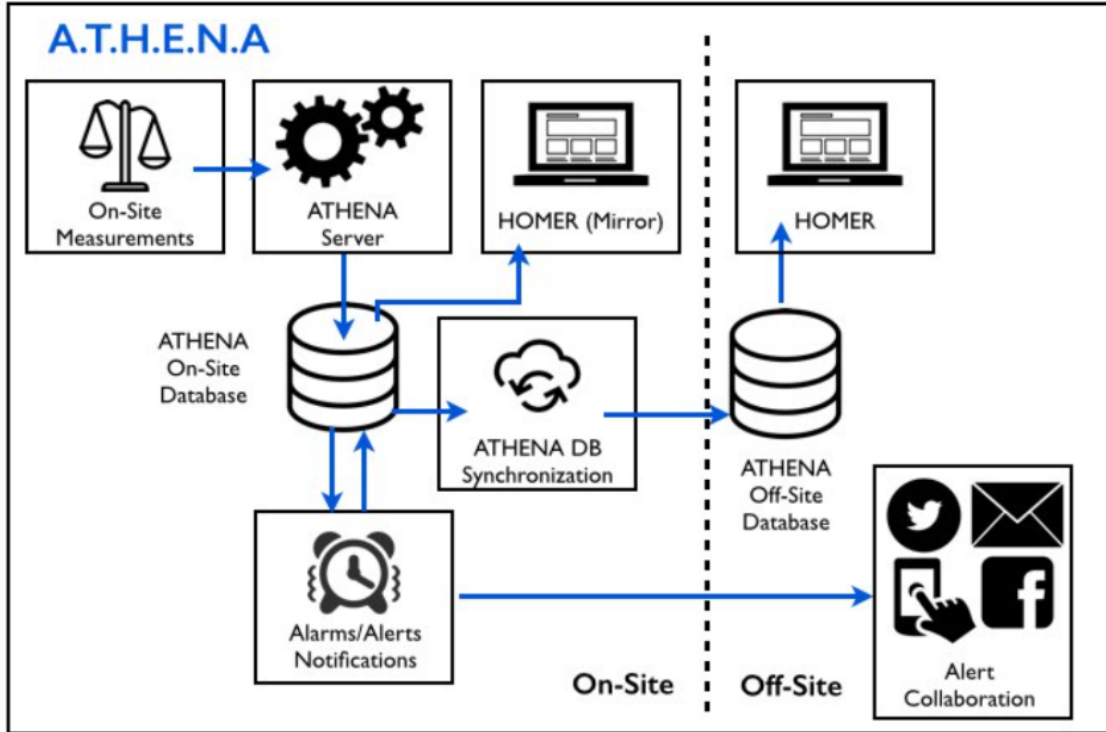 A.T.H.E.N.A
On-Site
Measurements
ATHENA
Server
HOMER (Mirror)
HOMER
ATHENA
On-Site
Database
ATHENA DB
Synchronization
ATHENA
Off-Site
Database
Alarms/Alerts
Notifications
Alert
Collaboration
On-Site
Off-Site